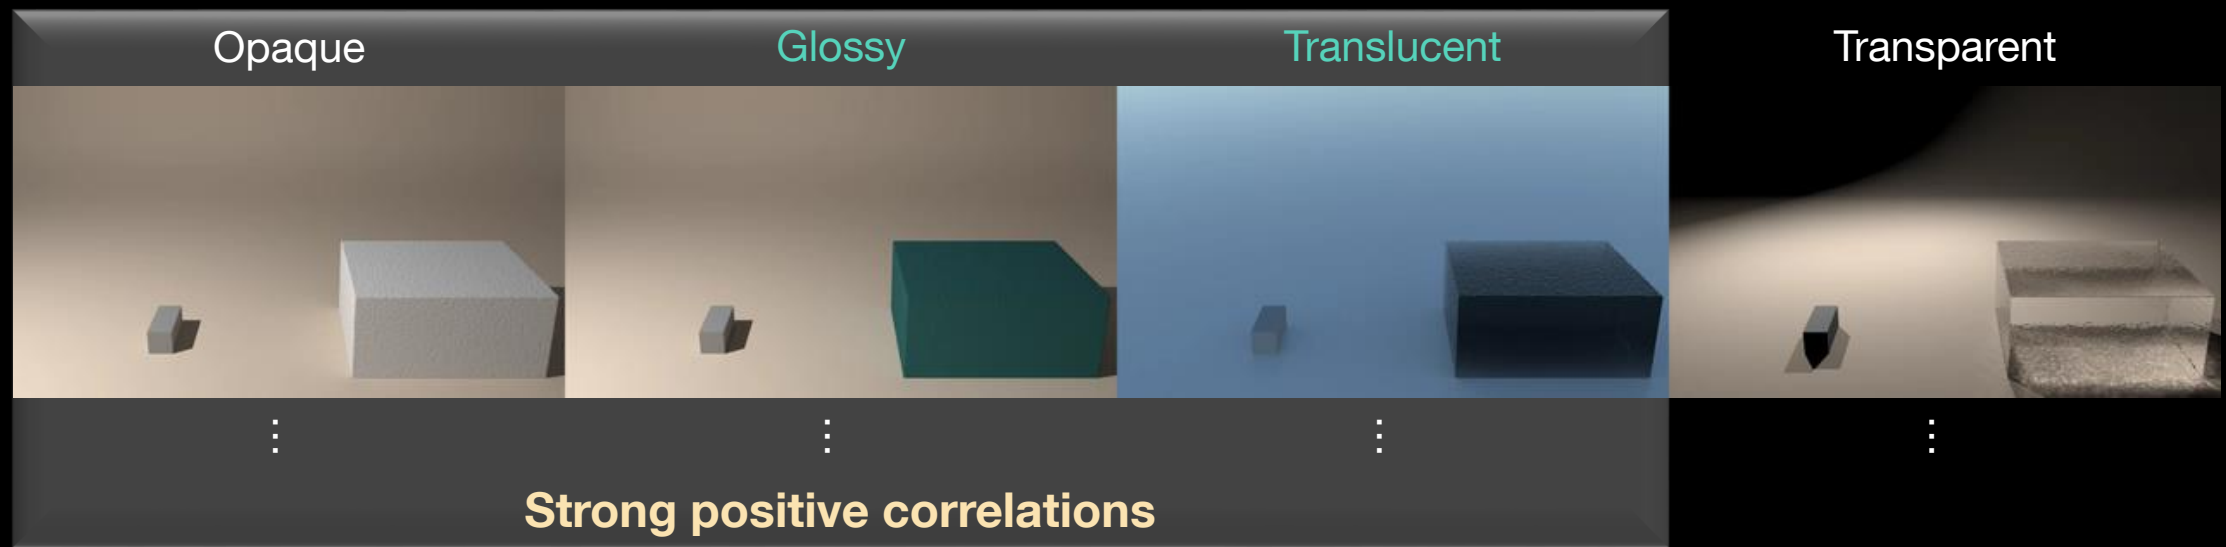 Opaque Glossy Translucent Transparent
⋮ ⋮ ⋮ ⋮
Strong positive correlations